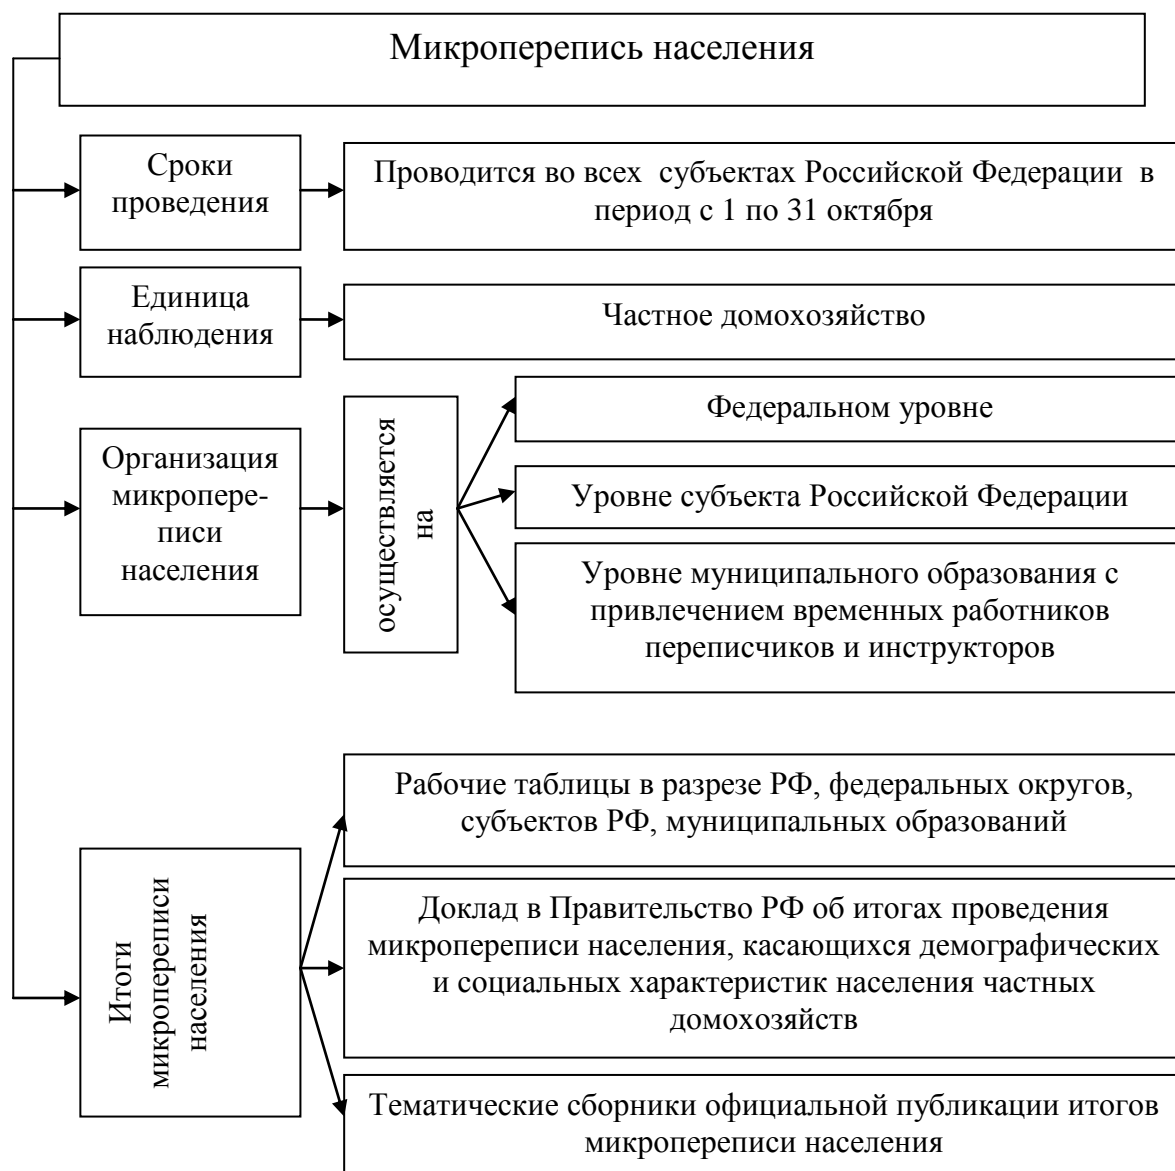 Микроперепись населения
Сроки
проведения
Проводится во всех субъектах Российской Федерации в
период с 1 по 31 октября
Единица
наблюдения
Частное домохозяйство
Организация
микропере-
писи
населения
осуществляется
на
Федеральном уровне
Уровне субъекта Российской Федерации
Уровне муниципального образования с
привлечением временных работников
переписчиков и инструкторов
Итоги
микропереписи
населения
Рабочие таблицы в разрезе РФ, федеральных округов,
субъектов РФ, муниципальных образований
Доклад в Правительство РФ об итогах проведения
микропереписи населения, касающихся демографических
и социальных характеристик населения частных
домохозяйств
Тематические сборники официальной публикации итогов
микропереписи населения